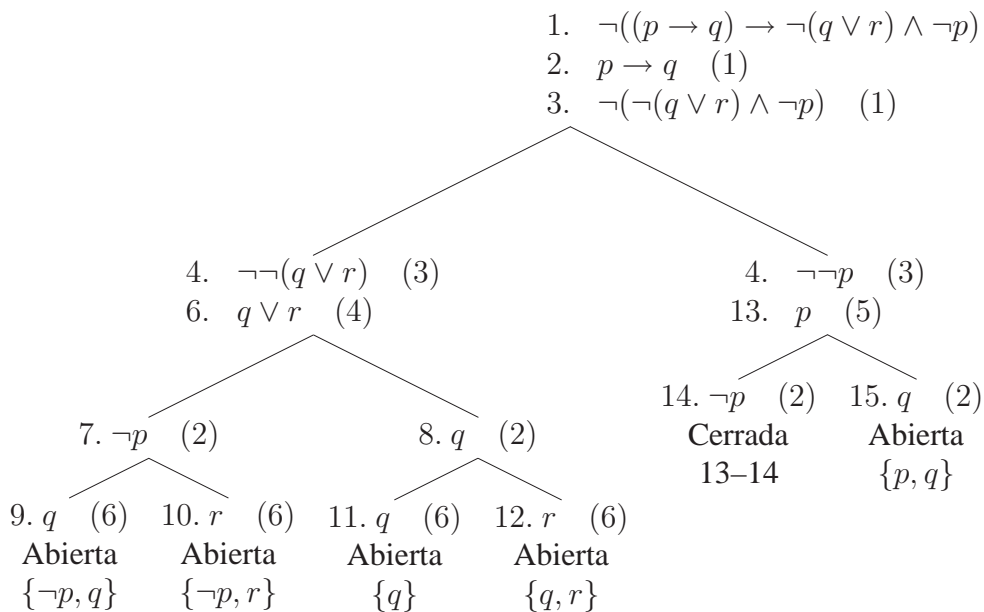 1. ¬((p → q) → ¬(q ∨ r) ∧ ¬p)
2. p → q (1)
3. ¬(¬(q ∨ r) ∧ ¬p) (1)
4. ¬¬(q ∨ r) (3)
6. q ∨ r (4)
4. ¬¬p (3)
13. p (5)
7. ¬p (2)
8. q (2)
14. ¬p (2)
Cerrada
13–14
15. q (2)
Abierta
{p, q}
9. q (6)
Abierta
{¬p, q}
10. r (6)
Abierta
{¬p, r}
11. q (6)
Abierta
{q}
12. r (6)
Abierta
{q, r}